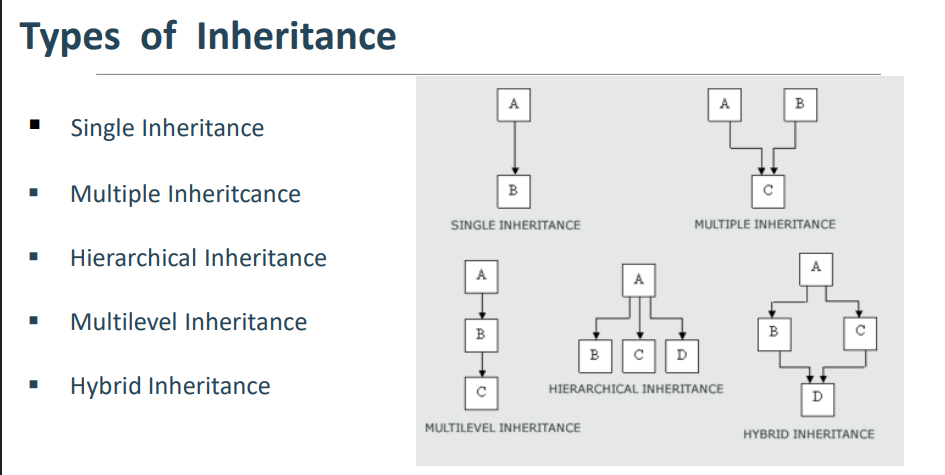 Types of Inheritance
Single Inheritance
Multiple Inheritcance
Hierarchical Inheritance
Multilevel Inheritance
Hybrid Inheritance
A
B
SINGLE INHERITANCE
A B
C
MULTIPLE INHERITANCE
A
B
C
MULTILEVEL INHERITANCE
A
B C D
HIERARCHICAL INHERITANCE
A
B C
D
HYBRID INHERITANCE